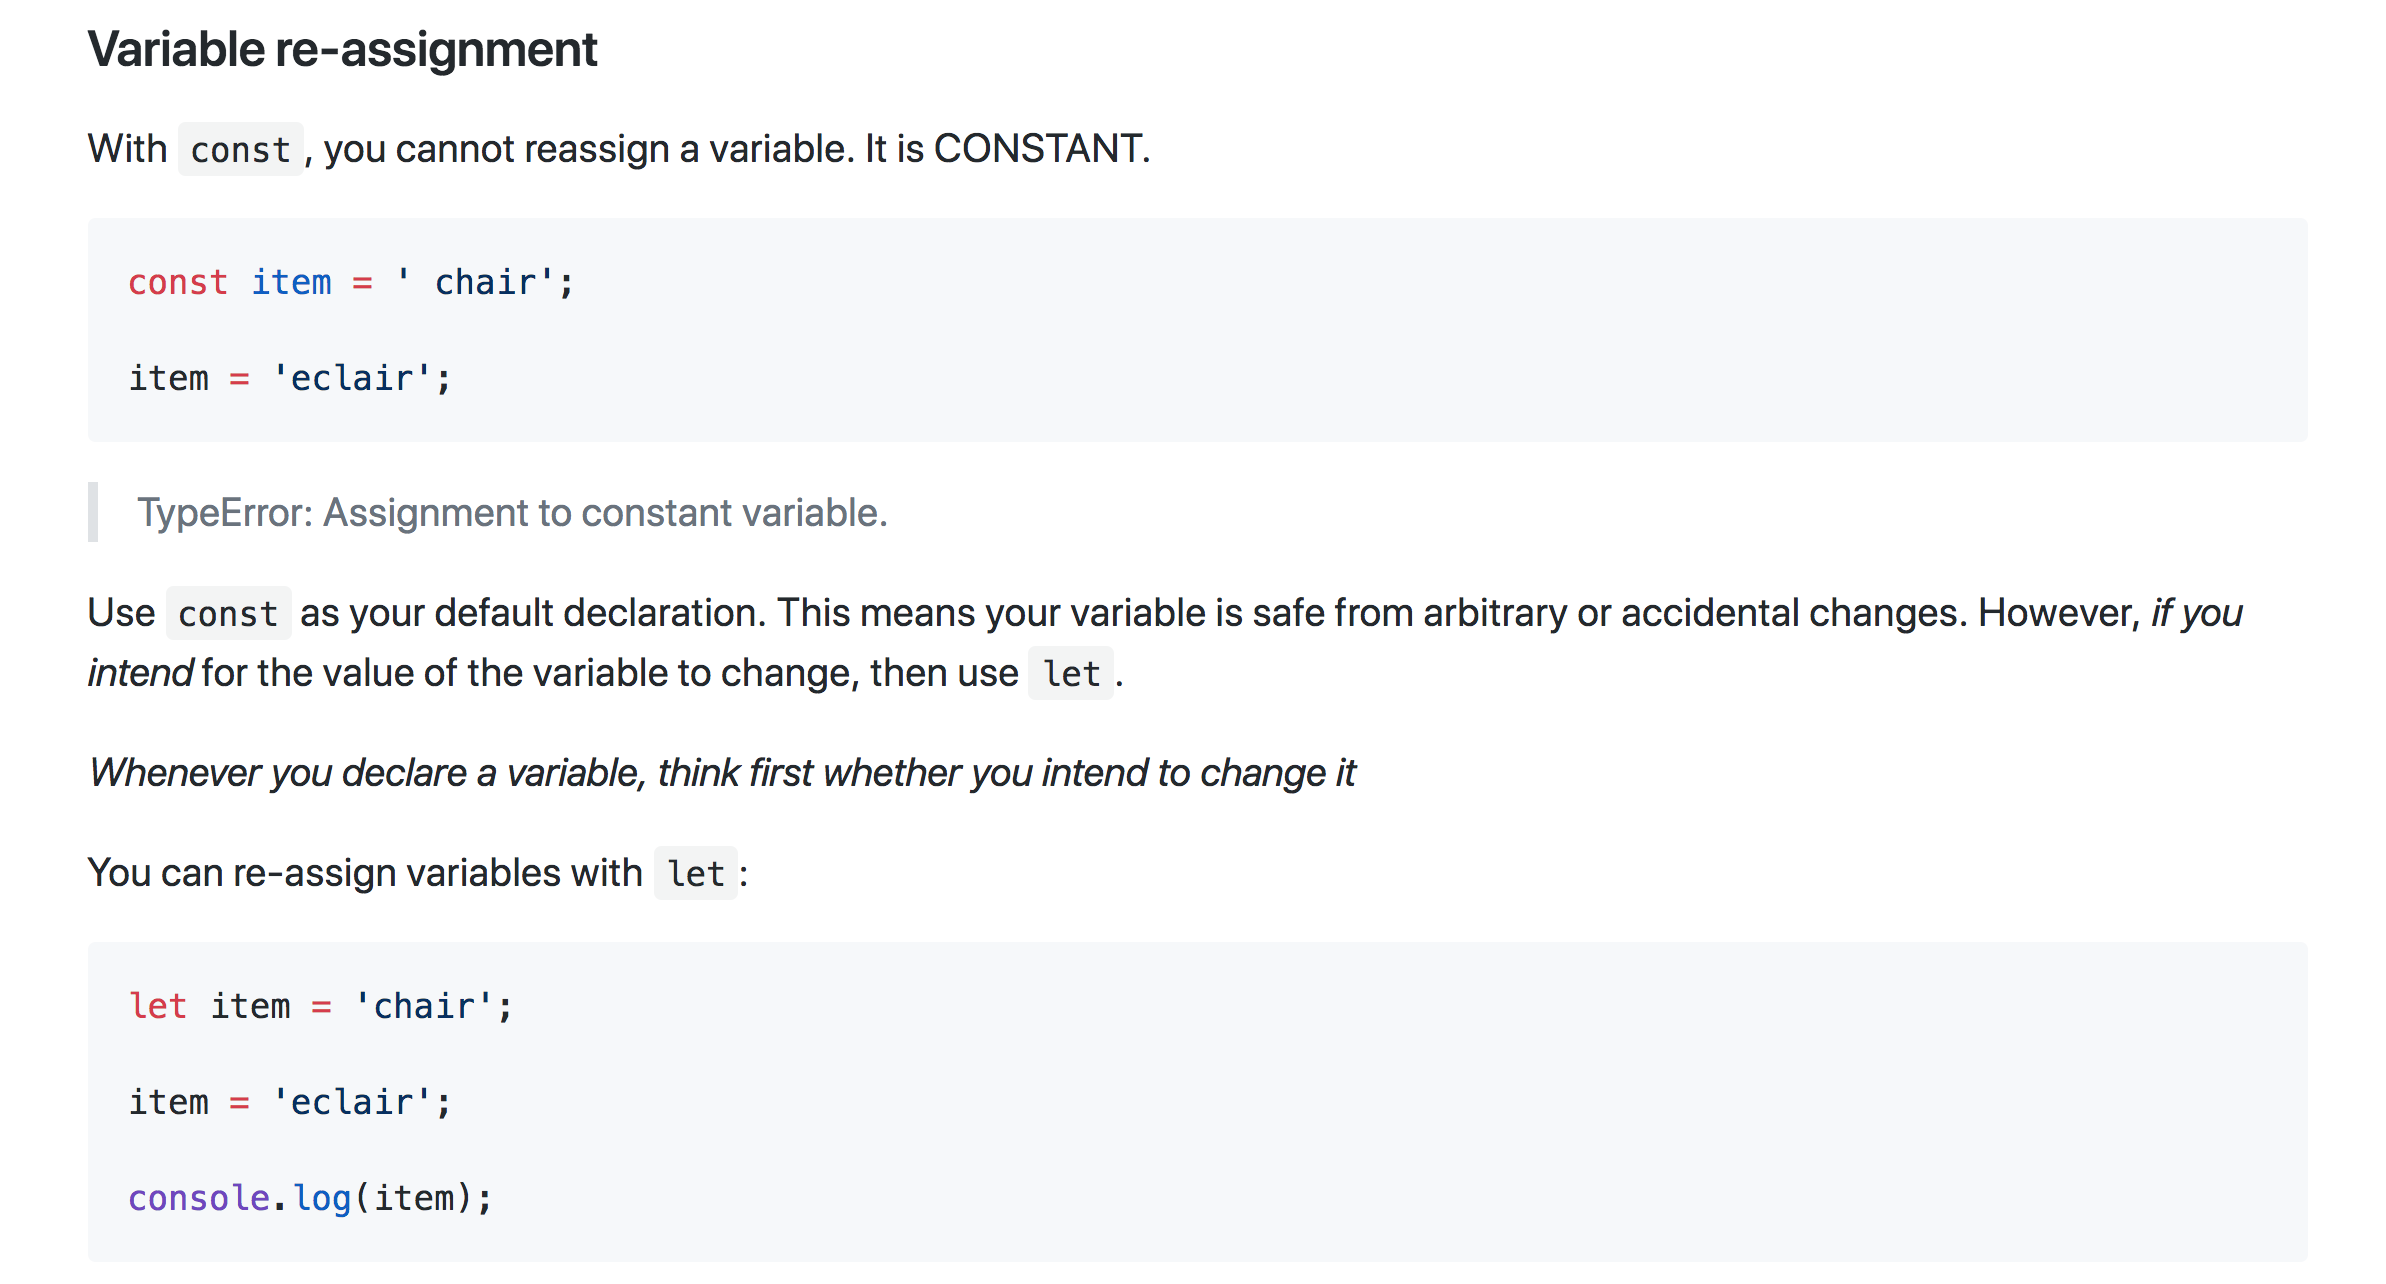 Variable re-assignment
With const, you cannot reassign a variable. It is CONSTANT.
const item = ' chair';
item = 'eclair';
TypeError: Assignment to constant variable.
Use const as your default declaration. This means your variable is safe from arbitrary or accidental changes. However, if you
intend for the value of the variable to change, then use let.
Whenever you declare a variable, think first whether you intend to change it
You can re-assign variables with let:
let item = 'chair';
item = 'eclair';
console.log(item);